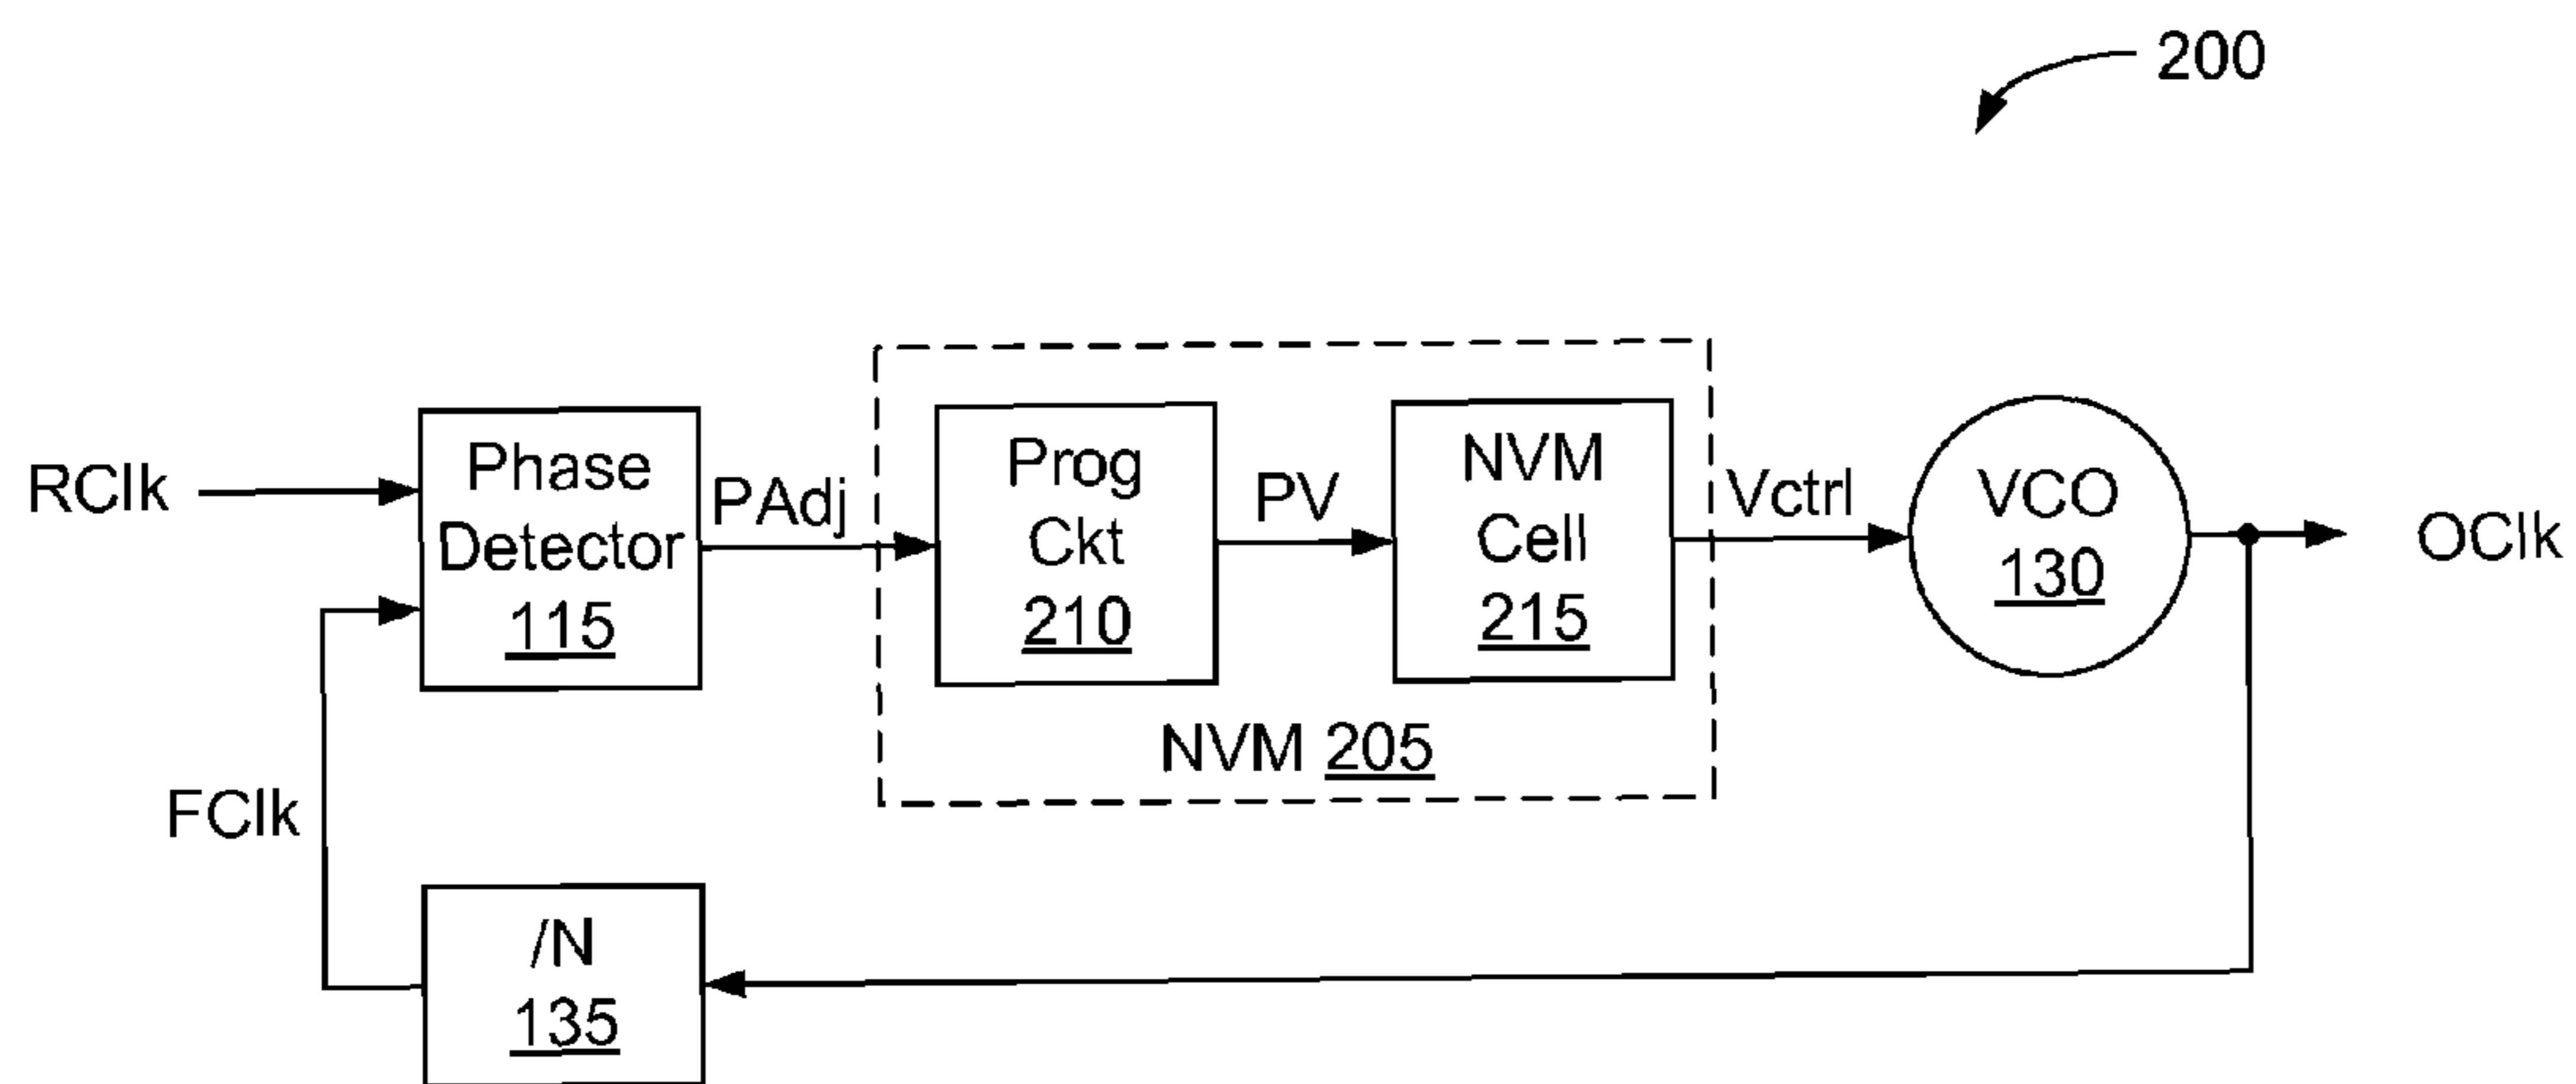 200
RClk
Phase
Detector
115
PAdj
Prog
Ckt
210
PV
NVM
Cell
215
NVM 205
Vctrl
VCO
130
OClk
FClk
/N
135